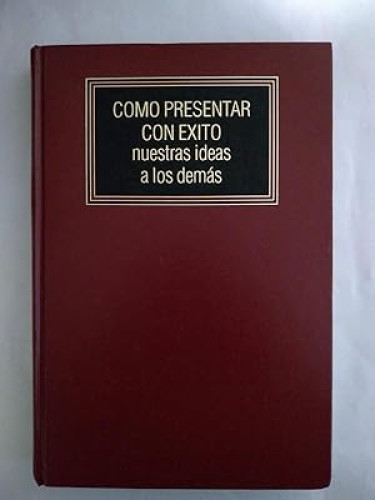 COMO PRESENTAR
CON EXITO
nuestras ideas
a los demás